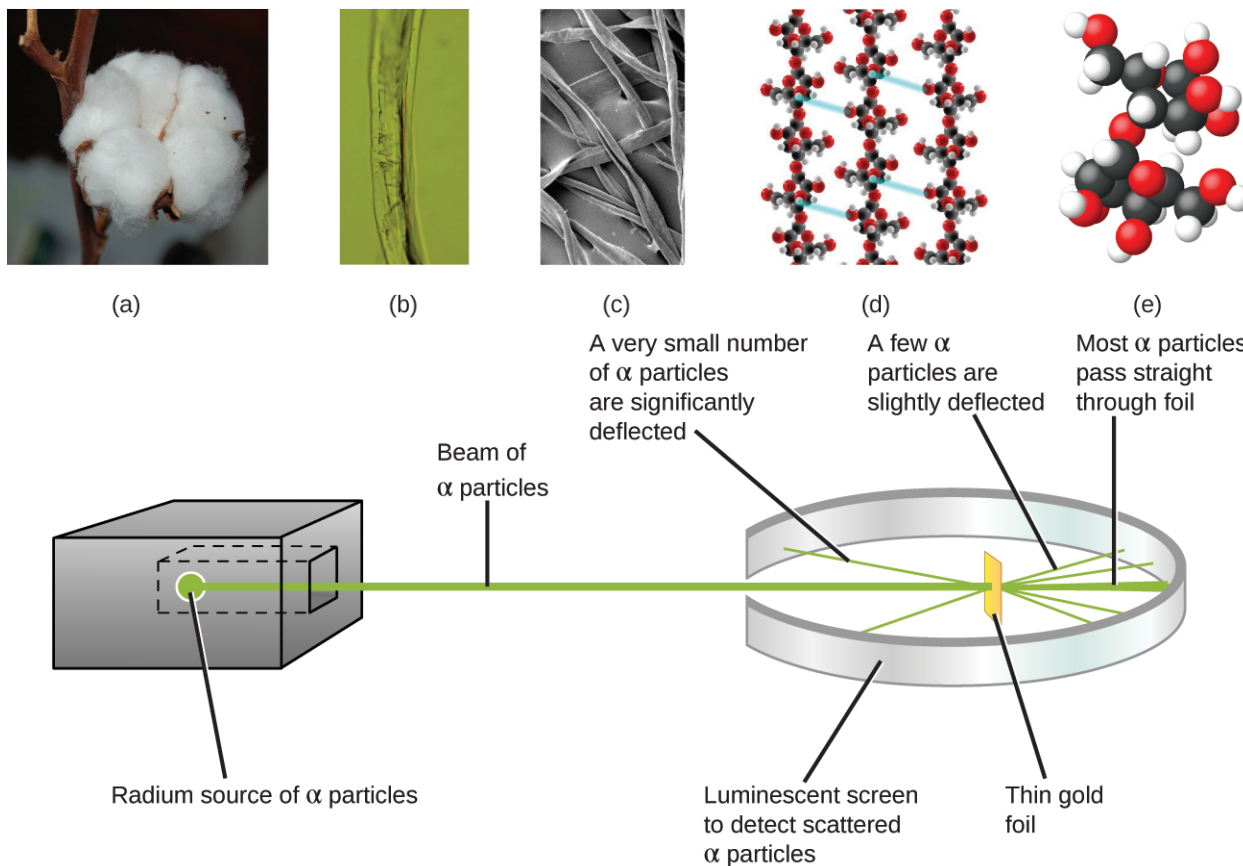 (a)
(b)
(c)
(d)
(e)
A very small number
of α particles
are significantly
deflected
A few α
particles are
slightly deflected
Most α particles
pass straight
through foil
Beam of
α particles
Radium source of α particles
Luminescent screen
to detect scattered
α particles
Thin gold
foil